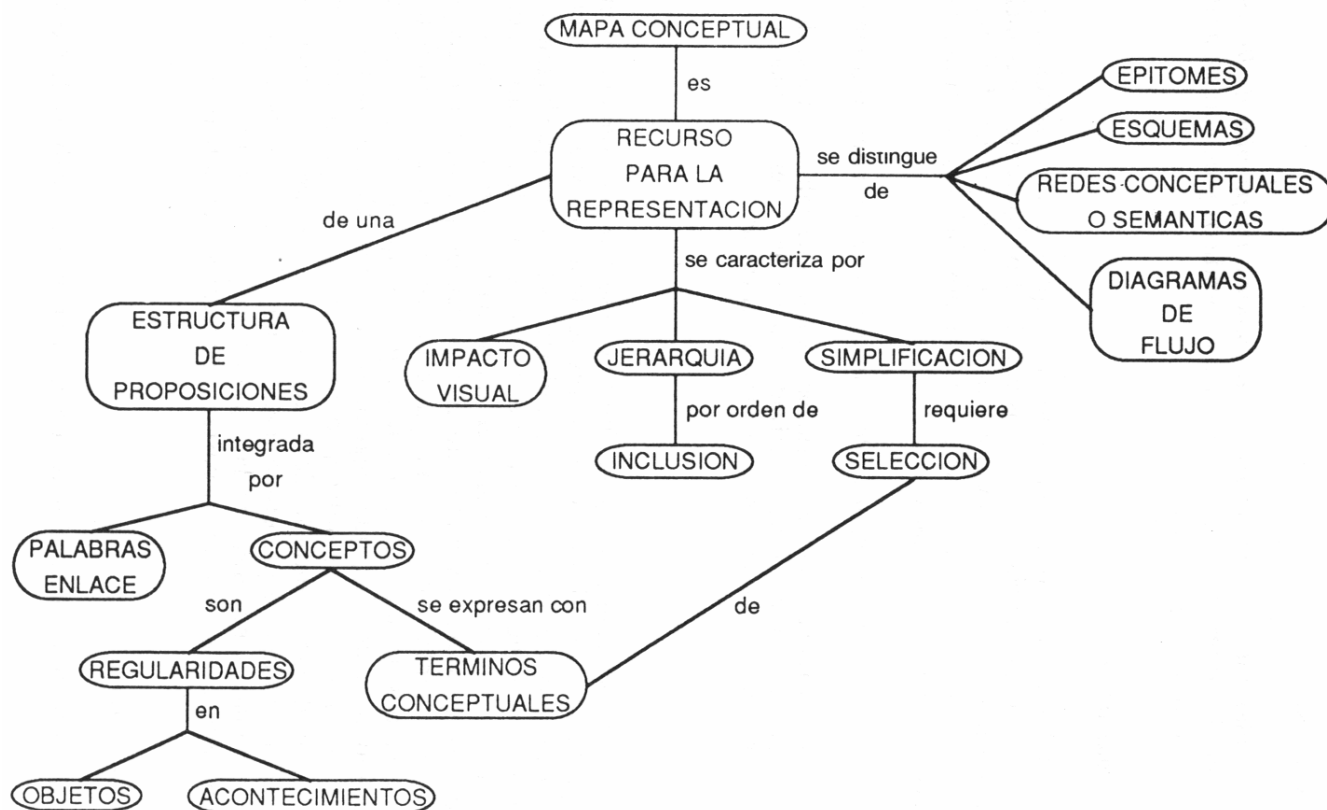 MAPA CONCEPTUAL
es
RECURSO
PARA LA
REPRESENTACION
se distingue
de
EPITOMES
ESQUEMAS
REDES-CONCEPTUALES
O SEMANTICAS
DIAGRAMAS
DE
FLUJO
de una
se caracteriza por
ESTRUCTURA
DE
PROPOSICIONES
IMPACTO
VISUAL
JERARQUIA
SIMPLIFICACION
por orden de
requiere
INCLUSION
SELECCION
integrada
por
PALABRAS
ENLACE
CONCEPTOS
son
se expresan con
de
REGULARIDADES
TERMINOS
CONCEPTUALES
en
OBJETOS
ACONTECIMIENTOS